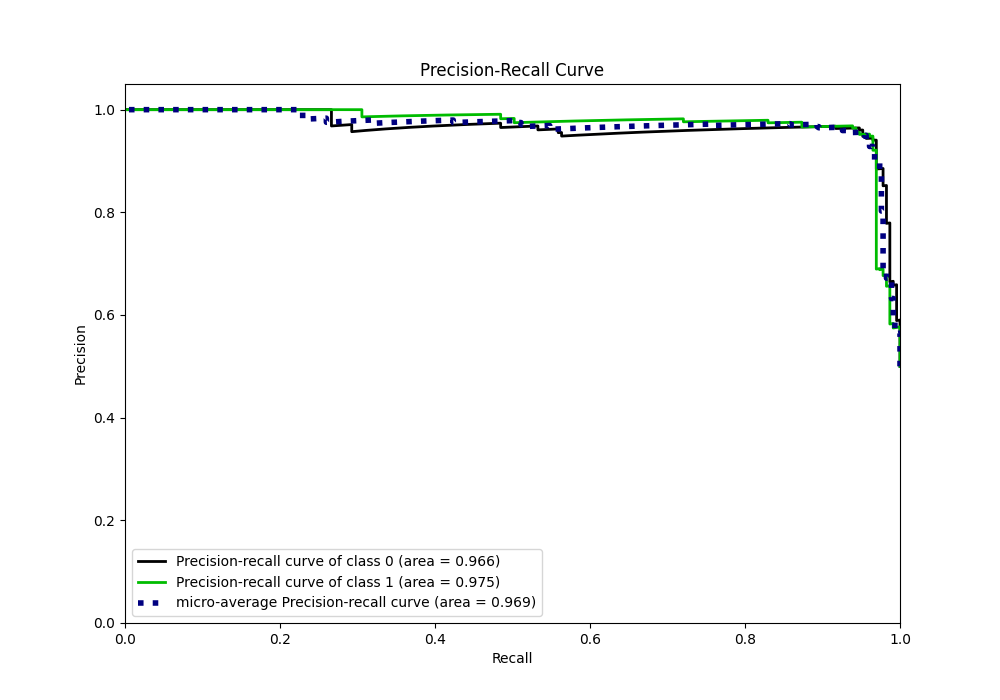 Precision-Recall Curve
1.0
0.8
0.6
0.4
0.2
0.0
Precision
Precision-recall curve of class 0 (area = 0.966)
Precision-recall curve of class 1 (area = 0.975)
micro-average Precision-recall curve (area = 0.969)
0.0 0.2 0.4 0.6 0.8 1.0
Recall